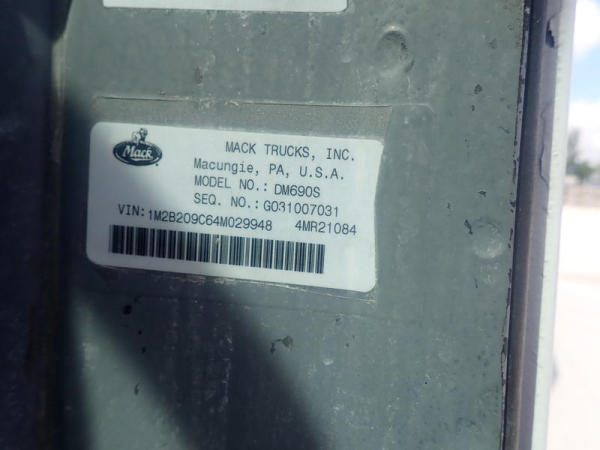 Mack
MACK TRUCKS, INC.
Macungie, PA, U.S.A.
MODEL NO.: DM690S
SEQ. NO.: G031007031
VIN: 1M2B209C64M029948 4MR21084